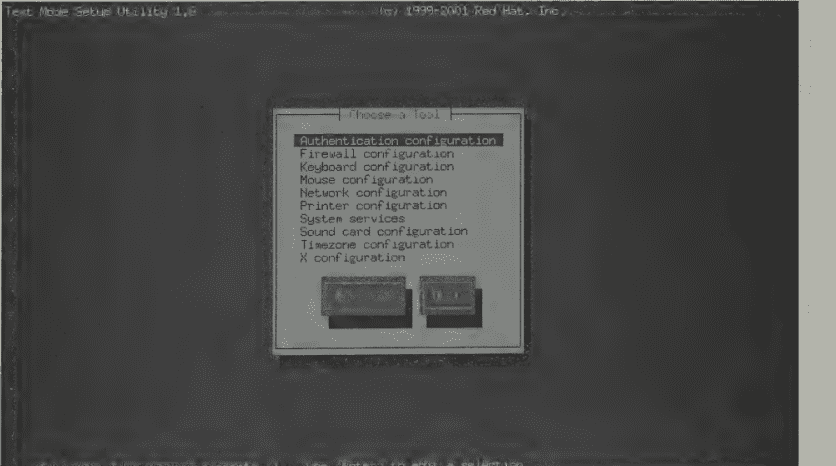 Text Mode Setup Utility 1.8 (c) 1999-2001 Red Hat, Inc.
Choose a Tool
Authentication configuration
Firewall configuration
Keyboard configuration
Mouse configuration
Network configuration
Printer configuration
System services
Sound card configuration
Timezone configuration
X configuration